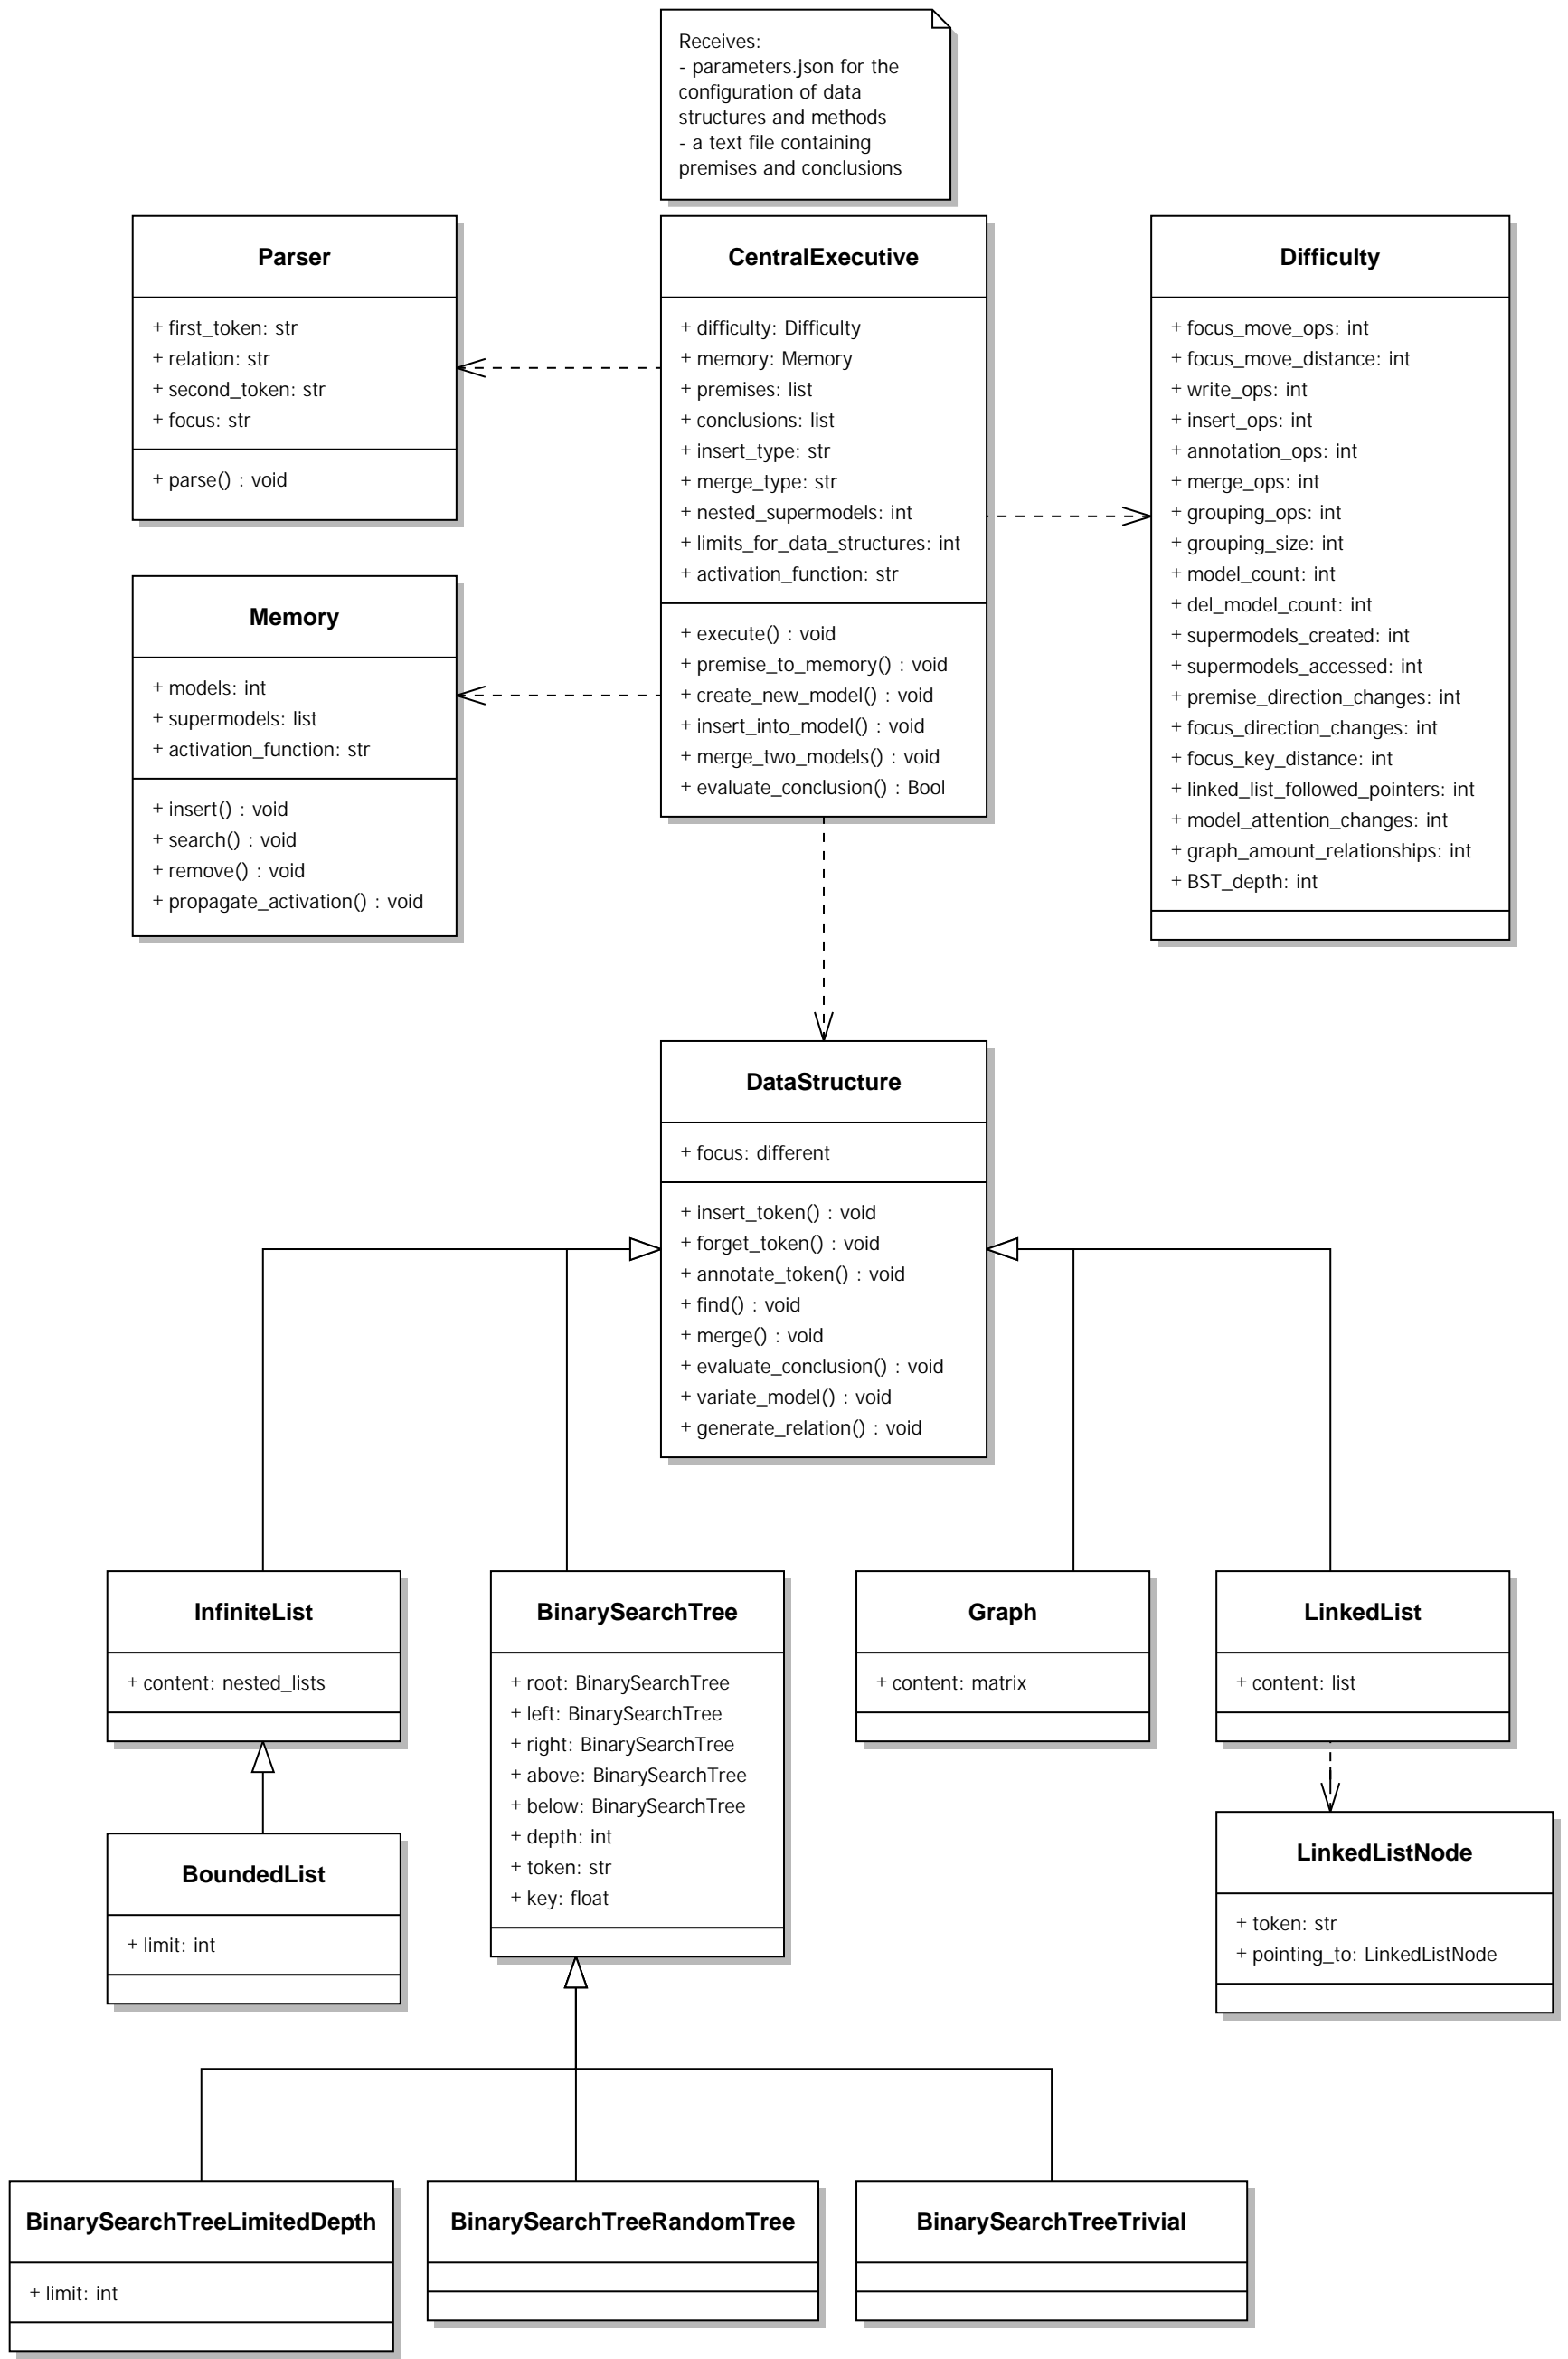 Receives:
- parameters.json for the
configuration of data
structures and methods
- a text file containing
premises and conclusions
Parser
+ first_token: str
+ relation: str
+ second_token: str
+ focus: str
+ parse() : void
CentralExecutive
+ difficulty: Difficulty
+ memory: Memory
+ premises: list
+ conclusions: list
+ insert_type: str
+ merge_type: str
+ nested_supermodels: int
+ limits_for_data_structures: int
+ activation_function: str
+ execute() : void
+ premise_to_memory() : void
+ create_new_model() : void
+ insert_into_model() : void
+ merge_two_models() : void
+ evaluate_conclusion() : Bool
Difficulty
+ focus_move_ops: int
+ focus_move_distance: int
+ write_ops: int
+ insert_ops: int
+ annotation_ops: int
+ merge_ops: int
+ grouping_ops: int
+ grouping_size: int
+ model_count: int
+ del_model_count: int
+ supermodels_created: int
+ supermodels_accessed: int
+ premise_direction_changes: int
+ focus_direction_changes: int
+ focus_key_distance: int
+ linked_list_followed_pointers: int
+ model_attention_changes: int
+ graph_amount_relationships: int
+ BST_depth: int
Memory
+ models: int
+ supermodels: list
+ activation_function: str
+ insert() : void
+ search() : void
+ remove() : void
+ propagate_activation() : void
DataStructure
+ focus: different
+ insert_token() : void
+ forget_token() : void
+ annotate_token() : void
+ find() : void
+ merge() : void
+ evaluate_conclusion() : void
+ variate_model() : void
+ generate_relation() : void
InfiniteList
+ content: nested_lists
BinarySearchTree
+ root: BinarySearchTree
+ left: BinarySearchTree
+ right: BinarySearchTree
+ above: BinarySearchTree
+ below: BinarySearchTree
+ depth: int
+ token: str
+ key: float
Graph
+ content: matrix
LinkedList
+ content: list
BoundedList
+ limit: int
LinkedListNode
+ token: str
+ pointing_to: LinkedListNode
BinarySearchTreeLimitedDepth
+ limit: int
BinarySearchTreeRandomTree
BinarySearchTreeTrivial